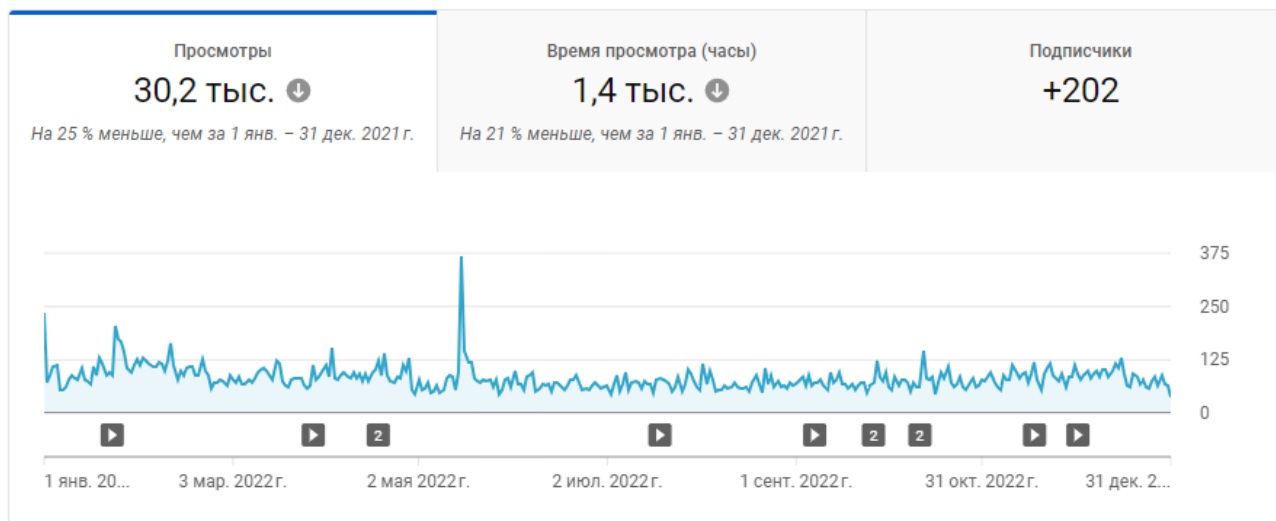 Просмотры
30,2 тыс.
На 25 % меньше, чем за 1 янв. – 31 дек. 2021 г.
Время просмотра (часы)
1,4 тыс.
На 21 % меньше, чем за 1 янв. – 31 дек. 2021 г.
Подписчики
+202
375
250
125
0
2 2 2
1 янв. 20... 3 мар. 2022 г. 2 мая 2022 г. 2 июл. 2022 г. 1 сент. 2022 г. 31 окт. 2022 г. 31 дек. 2...